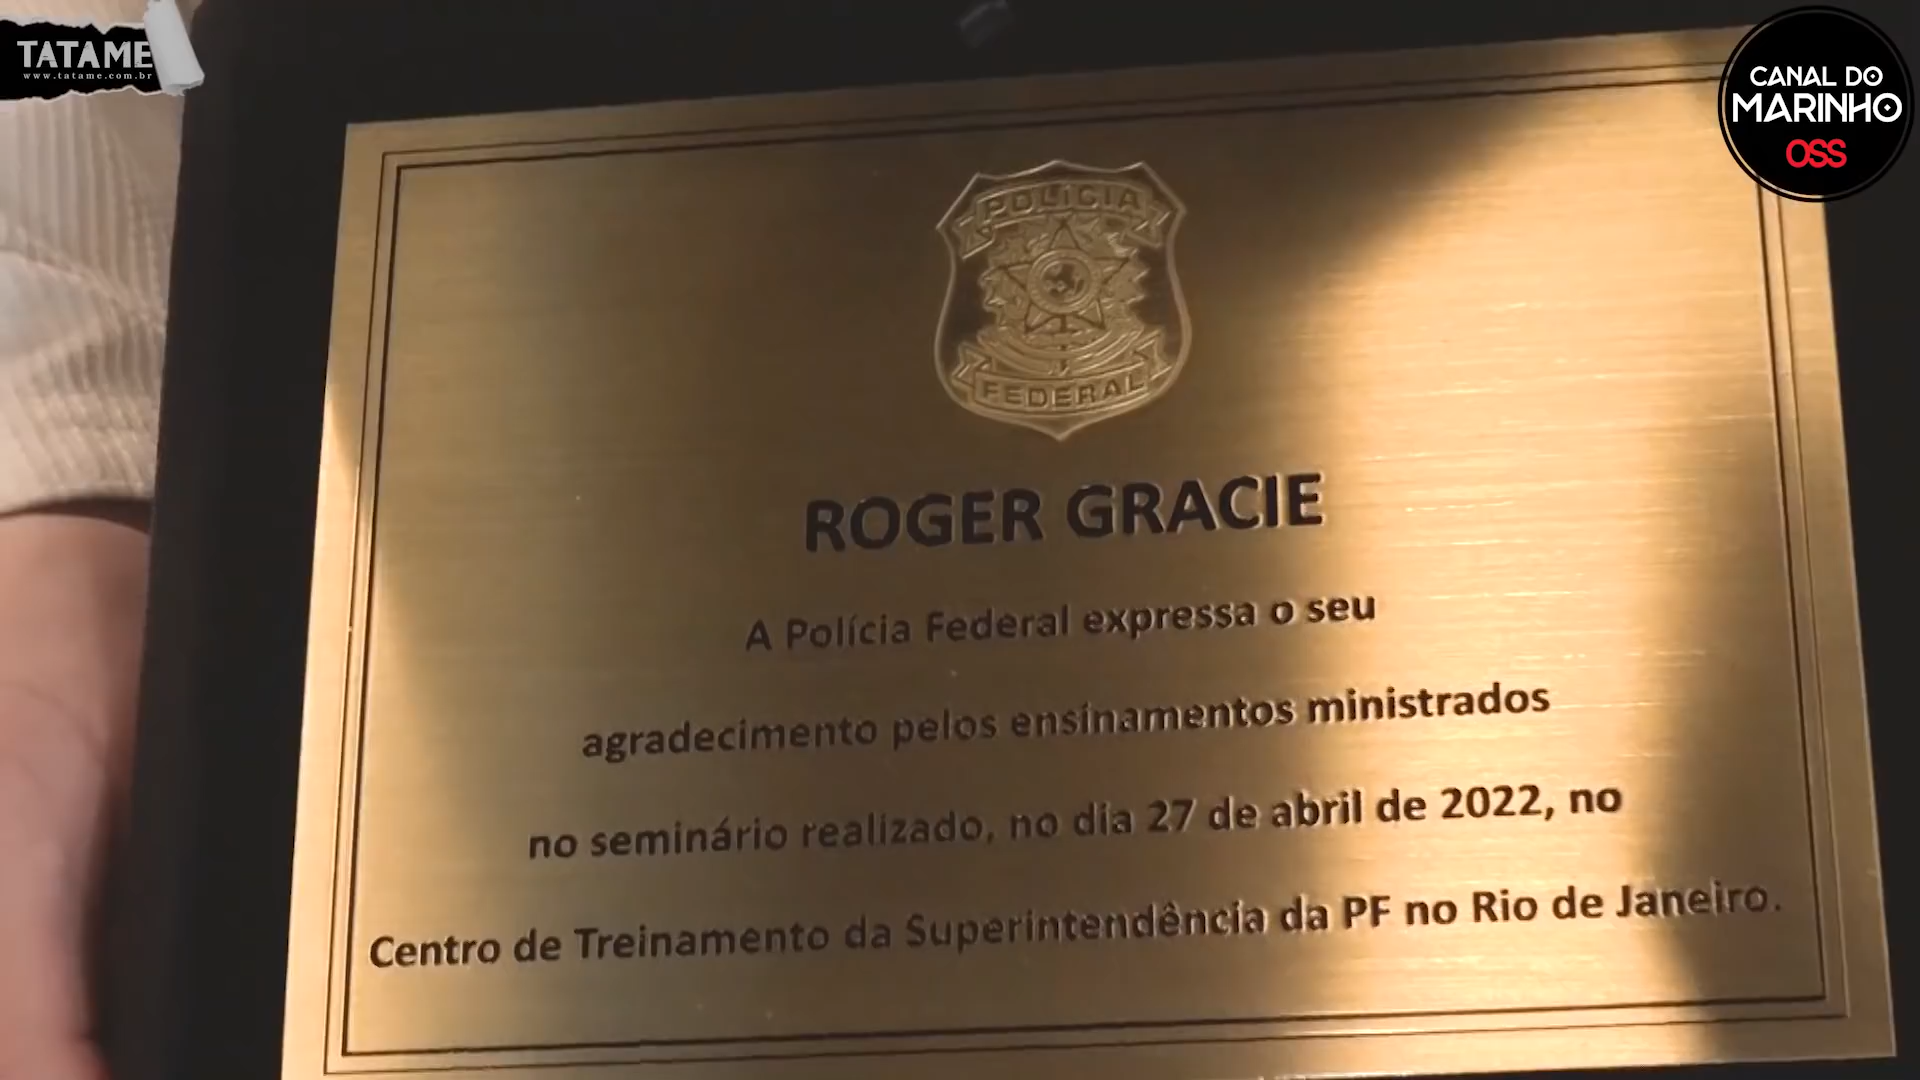 TATAME
www.tatame.com.br
CANAL DO
MARINHO
OSS
POLÍCIA
FEDERAL
ROGER GRACIE
A Polícia Federal expressa o seu
agradecimento pelos ensinamentos ministrados
no seminário realizado, no dia 27 de abril de 2022, no
Centro de Treinamento da Superintendência da PF no Rio de Janeiro.